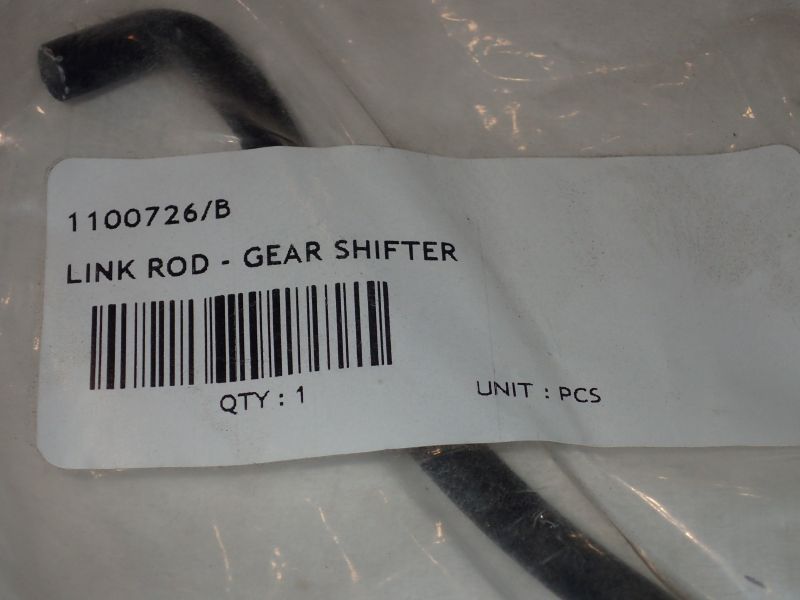 1100726/B
LINK ROD - GEAR SHIFTER
QTY : 1
UNIT : PCS